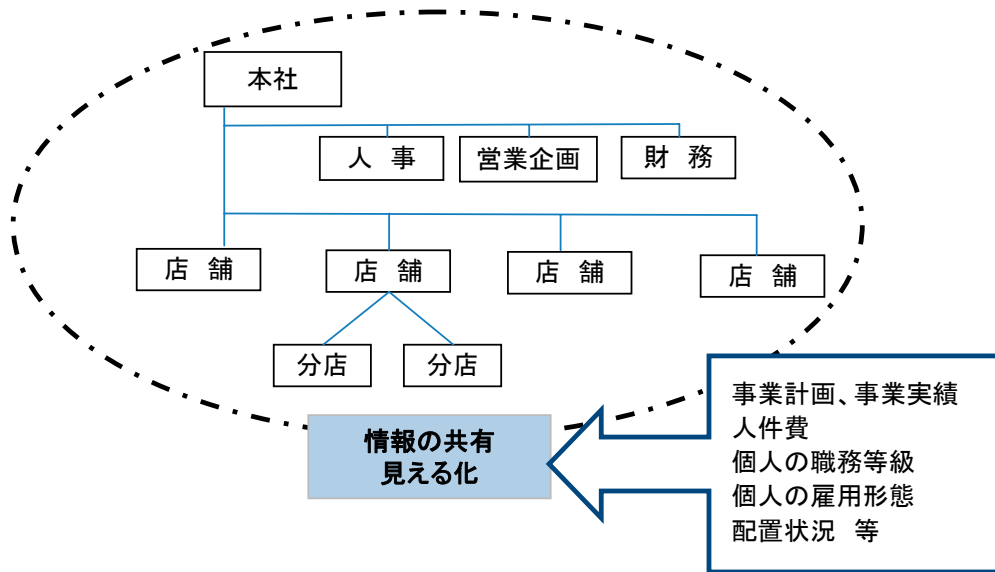 本社
人 事
営業企画
財 務
店 舗
店 舗
店 舗
店 舗
分店
分店
情報の共有
見える化
事業計画、事業実績
人件費
個人の職務等級
個人の雇用形態
配置状況 等